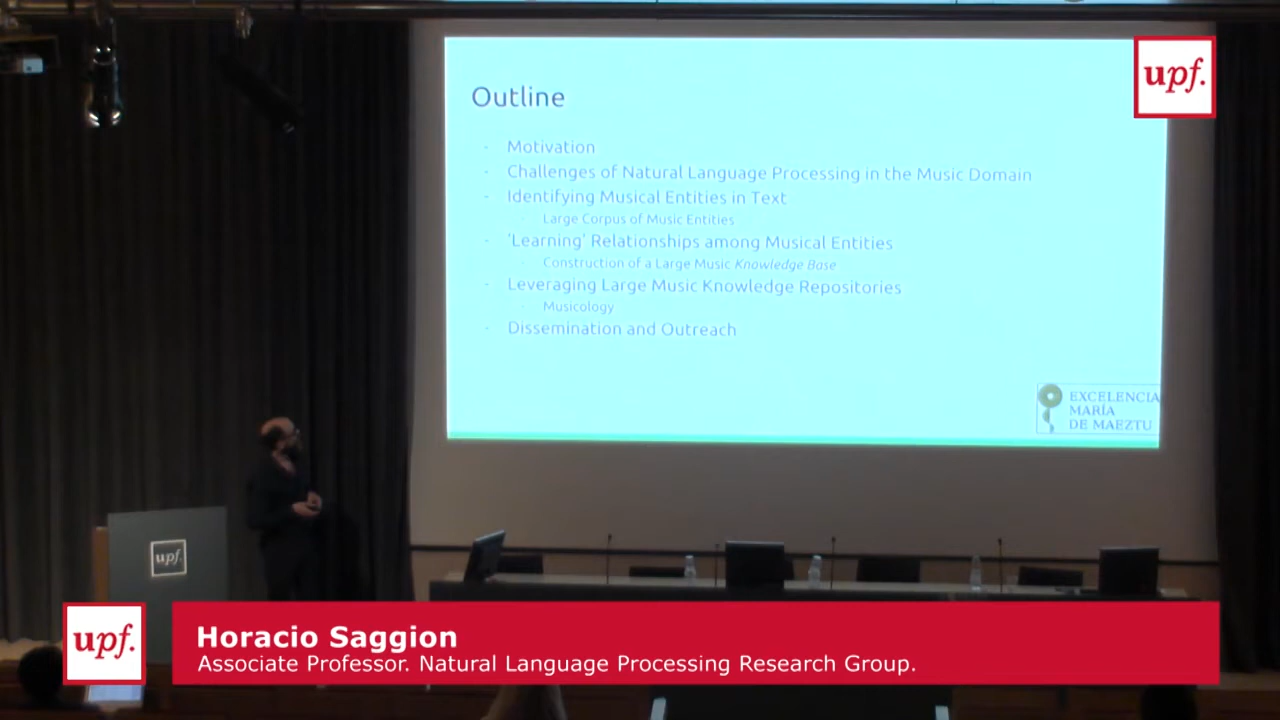 upf.
Outline
- Motivation
- Challenges of Natural Language Processing in the Music Domain
- Identifying Musical Entities in Text
- Large Corpus of Music Entities
- 'Learning' Relationships among Musical Entities
- Construction of a Large Music Knowledge Base
- Leveraging Large Music Knowledge Repositories
- Musicology
- Dissemination and Outreach
EXCELENCIA
MARÍA
DE MAEZTU
upf.
upf.
Horacio Saggion
Associate Professor. Natural Language Processing Research Group.